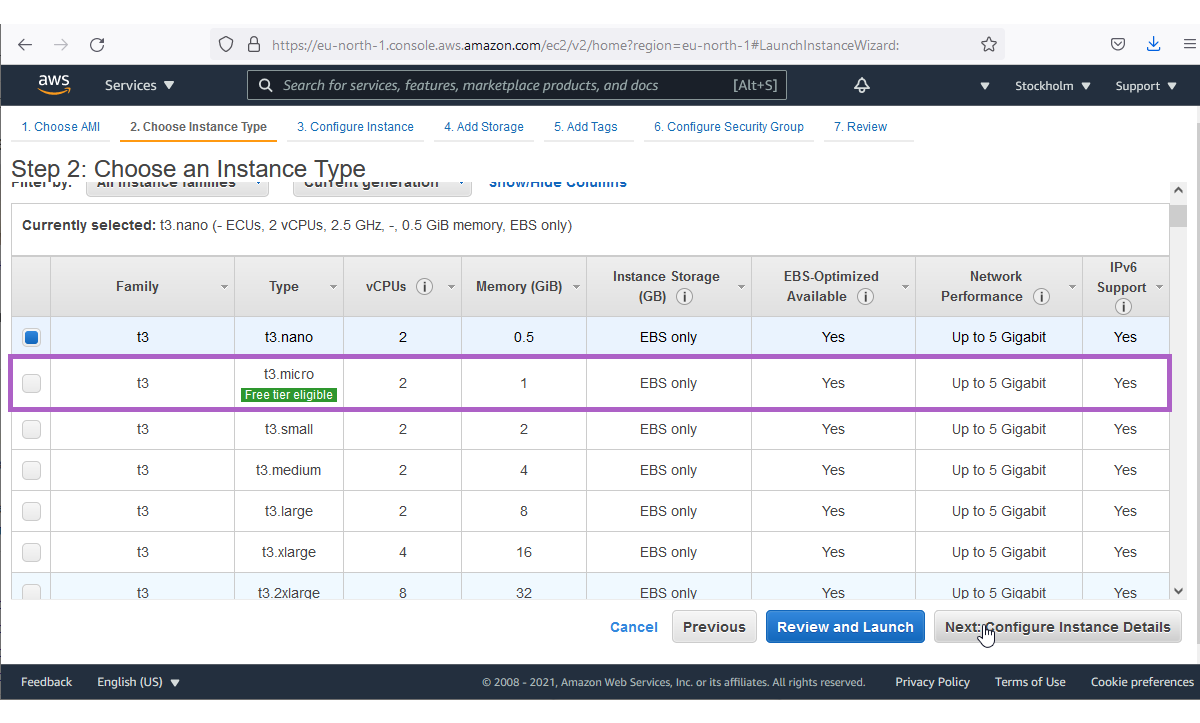 https://eu-north-1.console.aws.amazon.com/ec2/v2/home?region=eu-north-1#LaunchInstanceWizard:
aws Services Search for services, features, marketplace products, and docs [Alt+S] Stockholm Support
1. Choose AMI 2. Choose Instance Type 3. Configure Instance 4. Add Storage 5. Add Tags 6. Configure Security Group 7. Review
Step 2: Choose an Instance Type
Filter by: All instance families Current generation Show/Hide Columns
Currently selected: t3.nano (- ECUs, 2 vCPUs, 2.5 GHz, -, 0.5 GiB memory, EBS only)
Family Type vCPUs Memory (GiB) Instance Storage (GB) EBS-Optimized Available Network Performance IPv6 Support
t3 t3.nano 2 0.5 EBS only Yes Up to 5 Gigabit Yes
t3 t3.micro Free tier eligible 2 1 EBS only Yes Up to 5 Gigabit Yes
t3 t3.small 2 2 EBS only Yes Up to 5 Gigabit Yes
t3 t3.medium 2 4 EBS only Yes Up to 5 Gigabit Yes
t3 t3.large 2 8 EBS only Yes Up to 5 Gigabit Yes
t3 t3.xlarge 4 16 EBS only Yes Up to 5 Gigabit Yes
t3 t3.2xlarge 8 32 EBS only Yes Up to 5 Gigabit Yes
Cancel Previous Review and Launch Next: Configure Instance Details
Feedback English (US) © 2008 - 2021, Amazon Web Services, Inc. or its affiliates. All rights reserved. Privacy Policy Terms of Use Cookie preferences